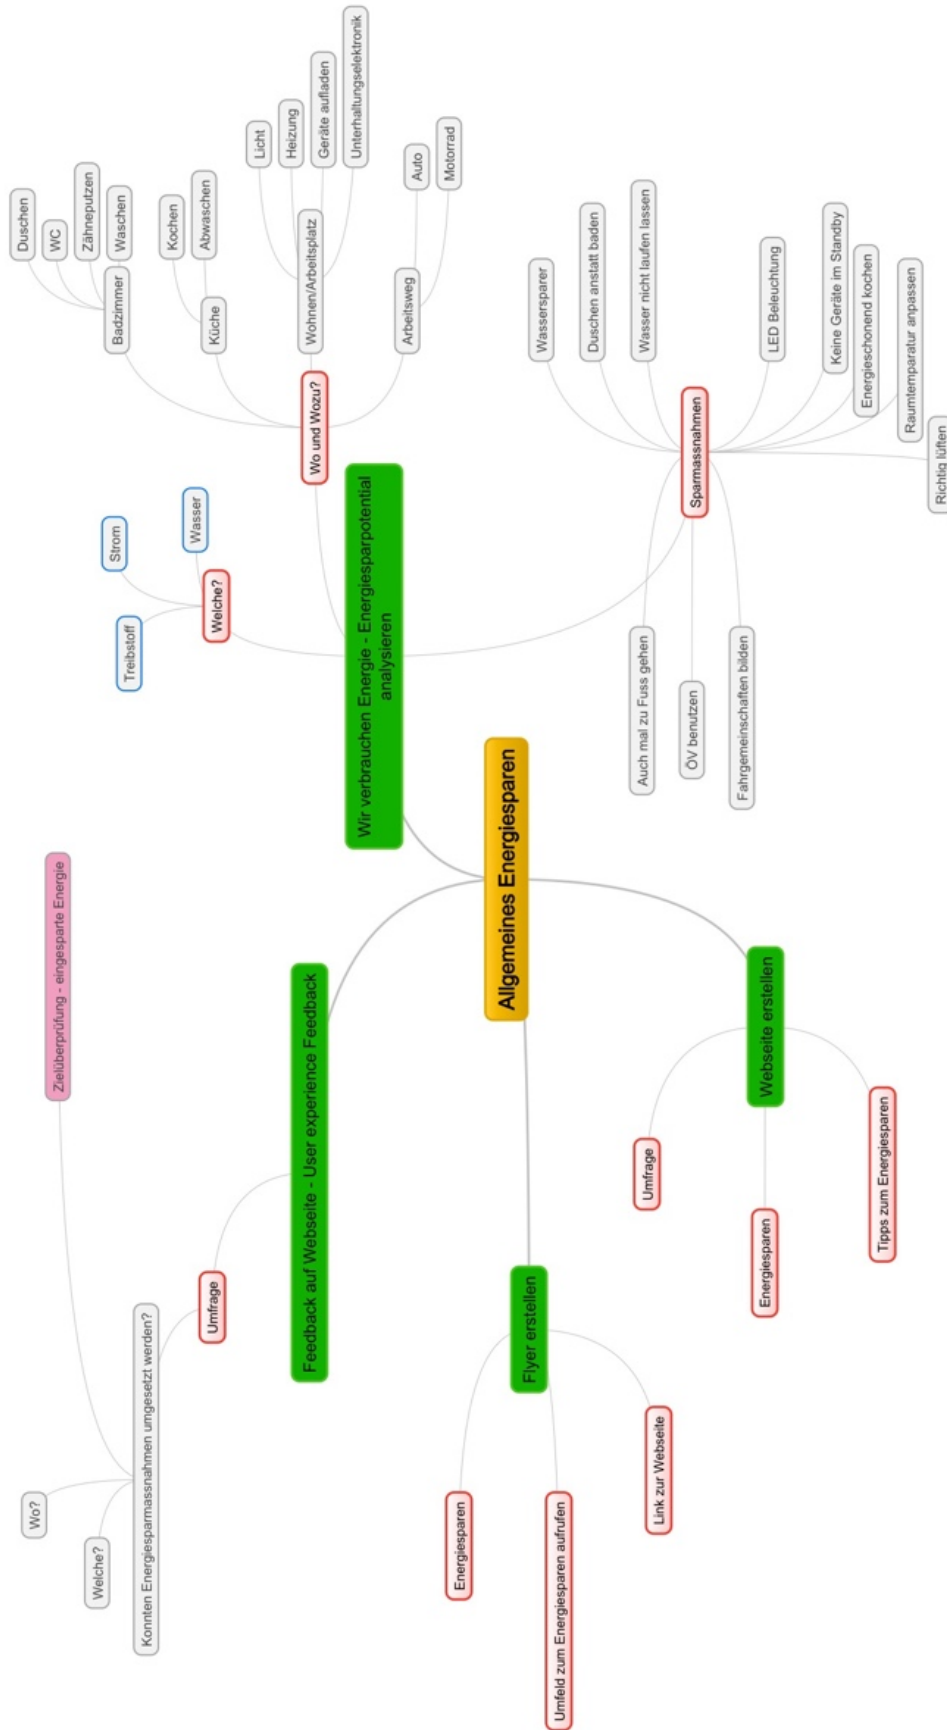 Allgemeines Energiesparen
Wir verbrauchen Energie - Energiesparpotential
analysieren
Welche?
Treibstoff
Strom
Wasser
Wo und Wozu?
Badzimmer
Duschen
WC
Zähneputzen
Waschen
Küche
Kochen
Abwaschen
Wohnen/Arbeitsplatz
Licht
Heizung
Geräte aufladen
Unterhaltungselektronik
Arbeitsweg
Auto
Motorrad
Sparmassnahmen
Wassersparer
Duschen anstatt baden
Wasser nicht laufen lassen
LED Beleuchtung
Keine Geräte im Standby
Energieschonend kochen
Raumtemparatur anpassen
Richtig lüften
Auch mal zu Fuss gehen
ÖV benutzen
Fahrgemeinschaften bilden
Feedback auf Webseite - User experience Feedback
Umfrage
Konnten Energiesparmassnahmen umgesetzt werden?
Wo?
Welche?
Zielüberprüfung - eingesparte Energie
Flyer erstellen
Energiesparen
Umfeld zum Energiesparen aufrufen
Link zur Webseite
Webseite erstellen
Umfrage
Energiesparen
Tipps zum Energiesparen